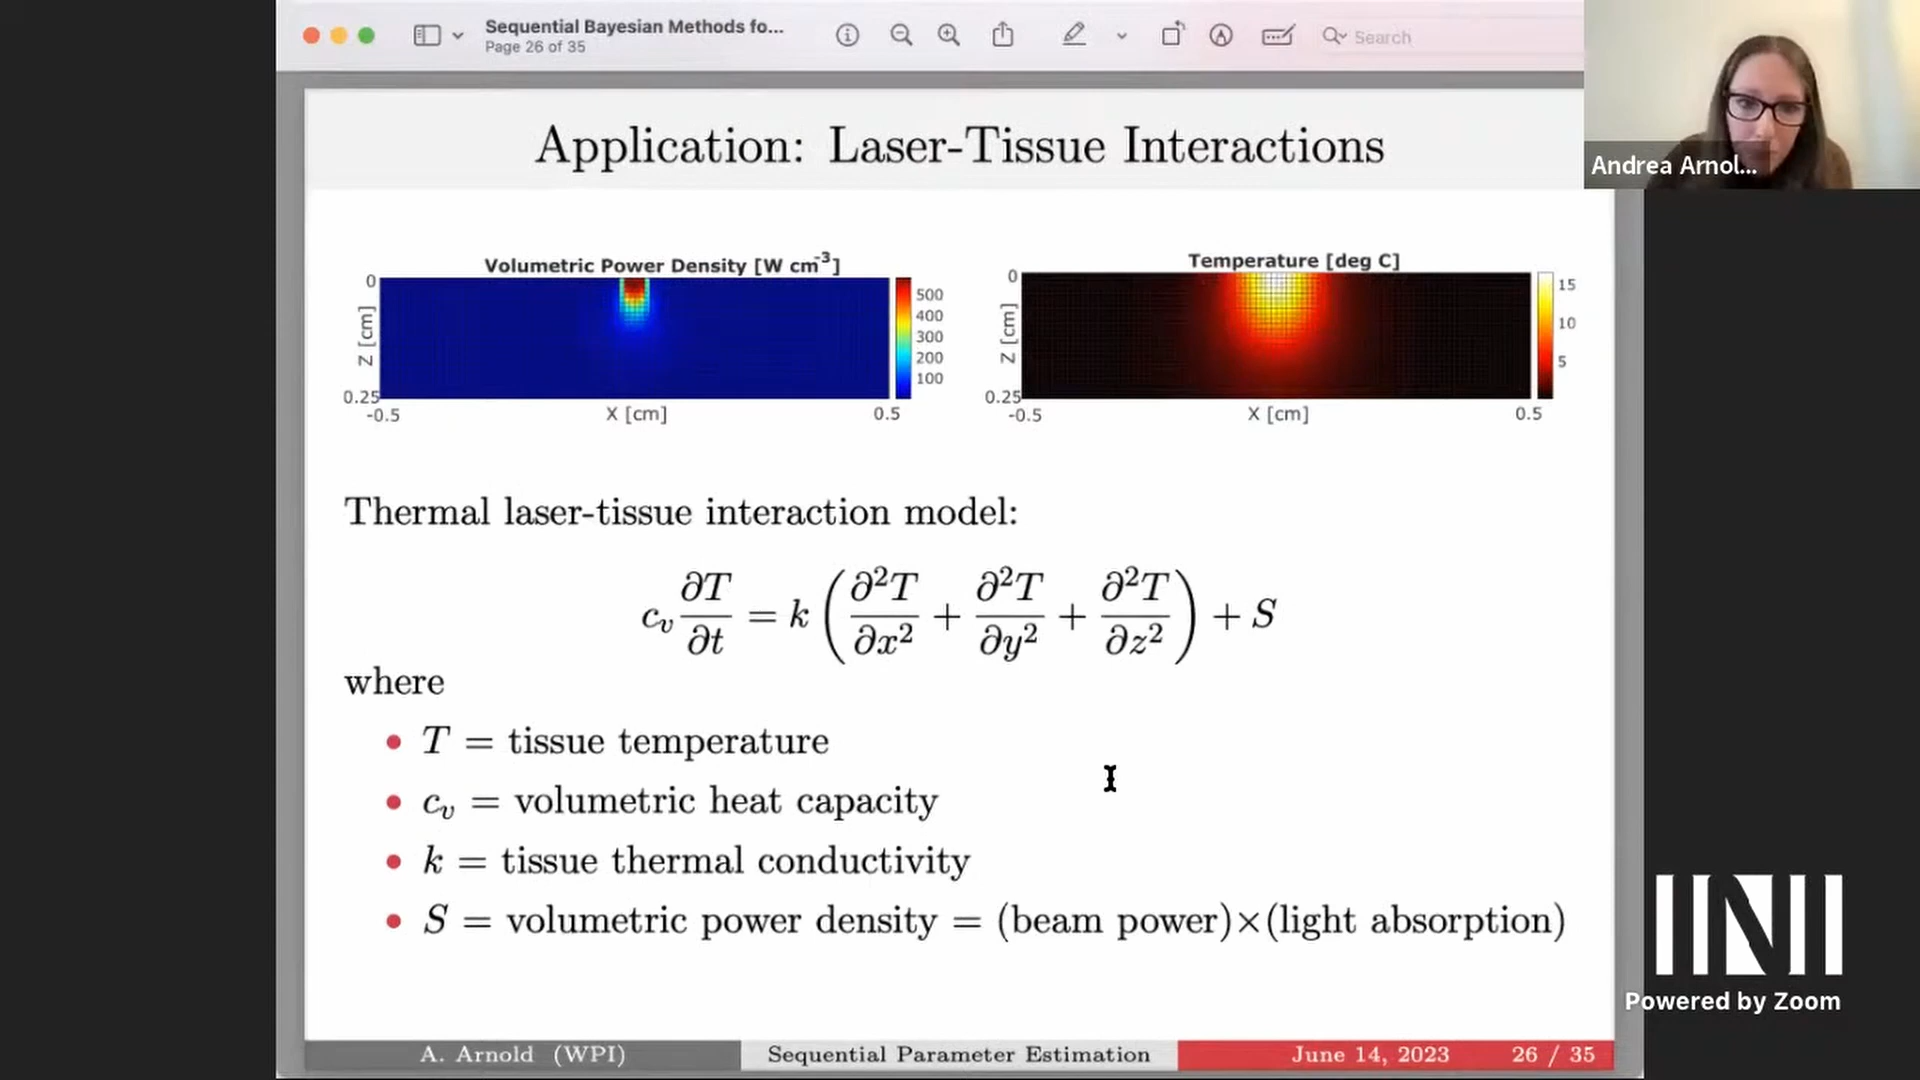 Sequential Bayesian Methods fo...
Page 26 of 35
Search
Andrea Arnol...
Application: Laser-Tissue Interactions
Volumetric Power Density [W cm⁻³]
0
Z [cm]
0.25
-0.5
X [cm]
0.5
500
400
300
200
100
Temperature [deg C]
0
Z [cm]
0.25
-0.5
X [cm]
0.5
15
10
5
Thermal laser-tissue interaction model:
c_v ∂T/∂t = k (∂²T/∂x² + ∂²T/∂y² + ∂²T/∂z²) + S
where
• T = tissue temperature
• c_v = volumetric heat capacity
• k = tissue thermal conductivity
• S = volumetric power density = (beam power)×(light absorption)
INI
Powered by Zoom
A. Arnold (WPI)
Sequential Parameter Estimation
June 14, 2023
26 / 35